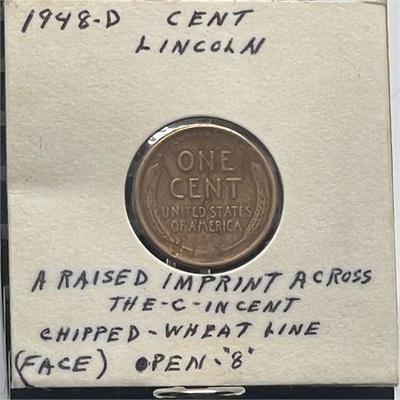 1948-D CENT
LINCOLN
ONE
CENT
UNITED STATES
OF AMERICA
A RAISED IMPRINT ACROSS
THE-C-IN CENT
CHIPPED-WHEAT LINE
(FACE) OPEN-"8"